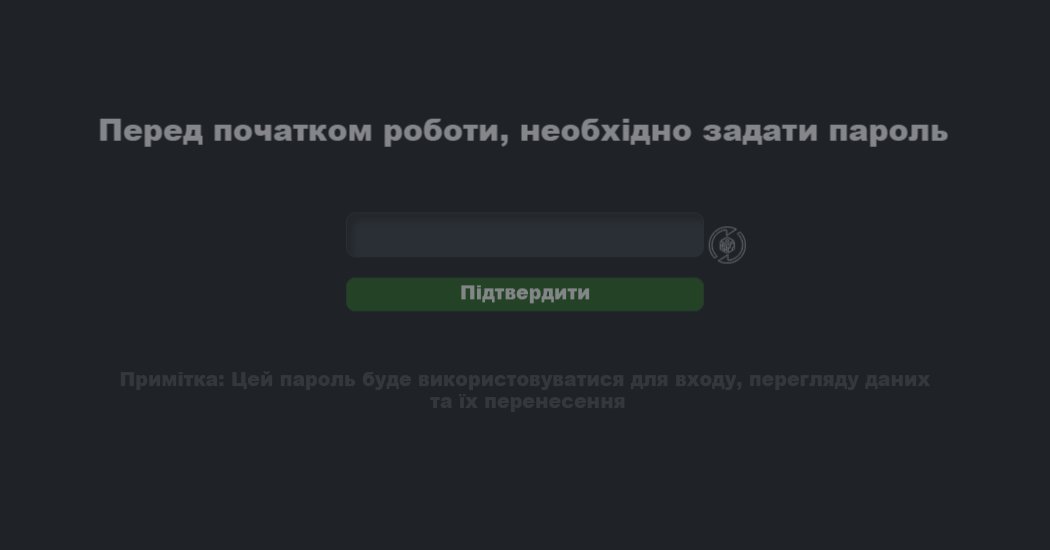 Перед початком роботи, необхідно задати пароль
Підтвердити
Примітка: Цей пароль буде використовуватися для входу, перегляду даних
та їх перенесення